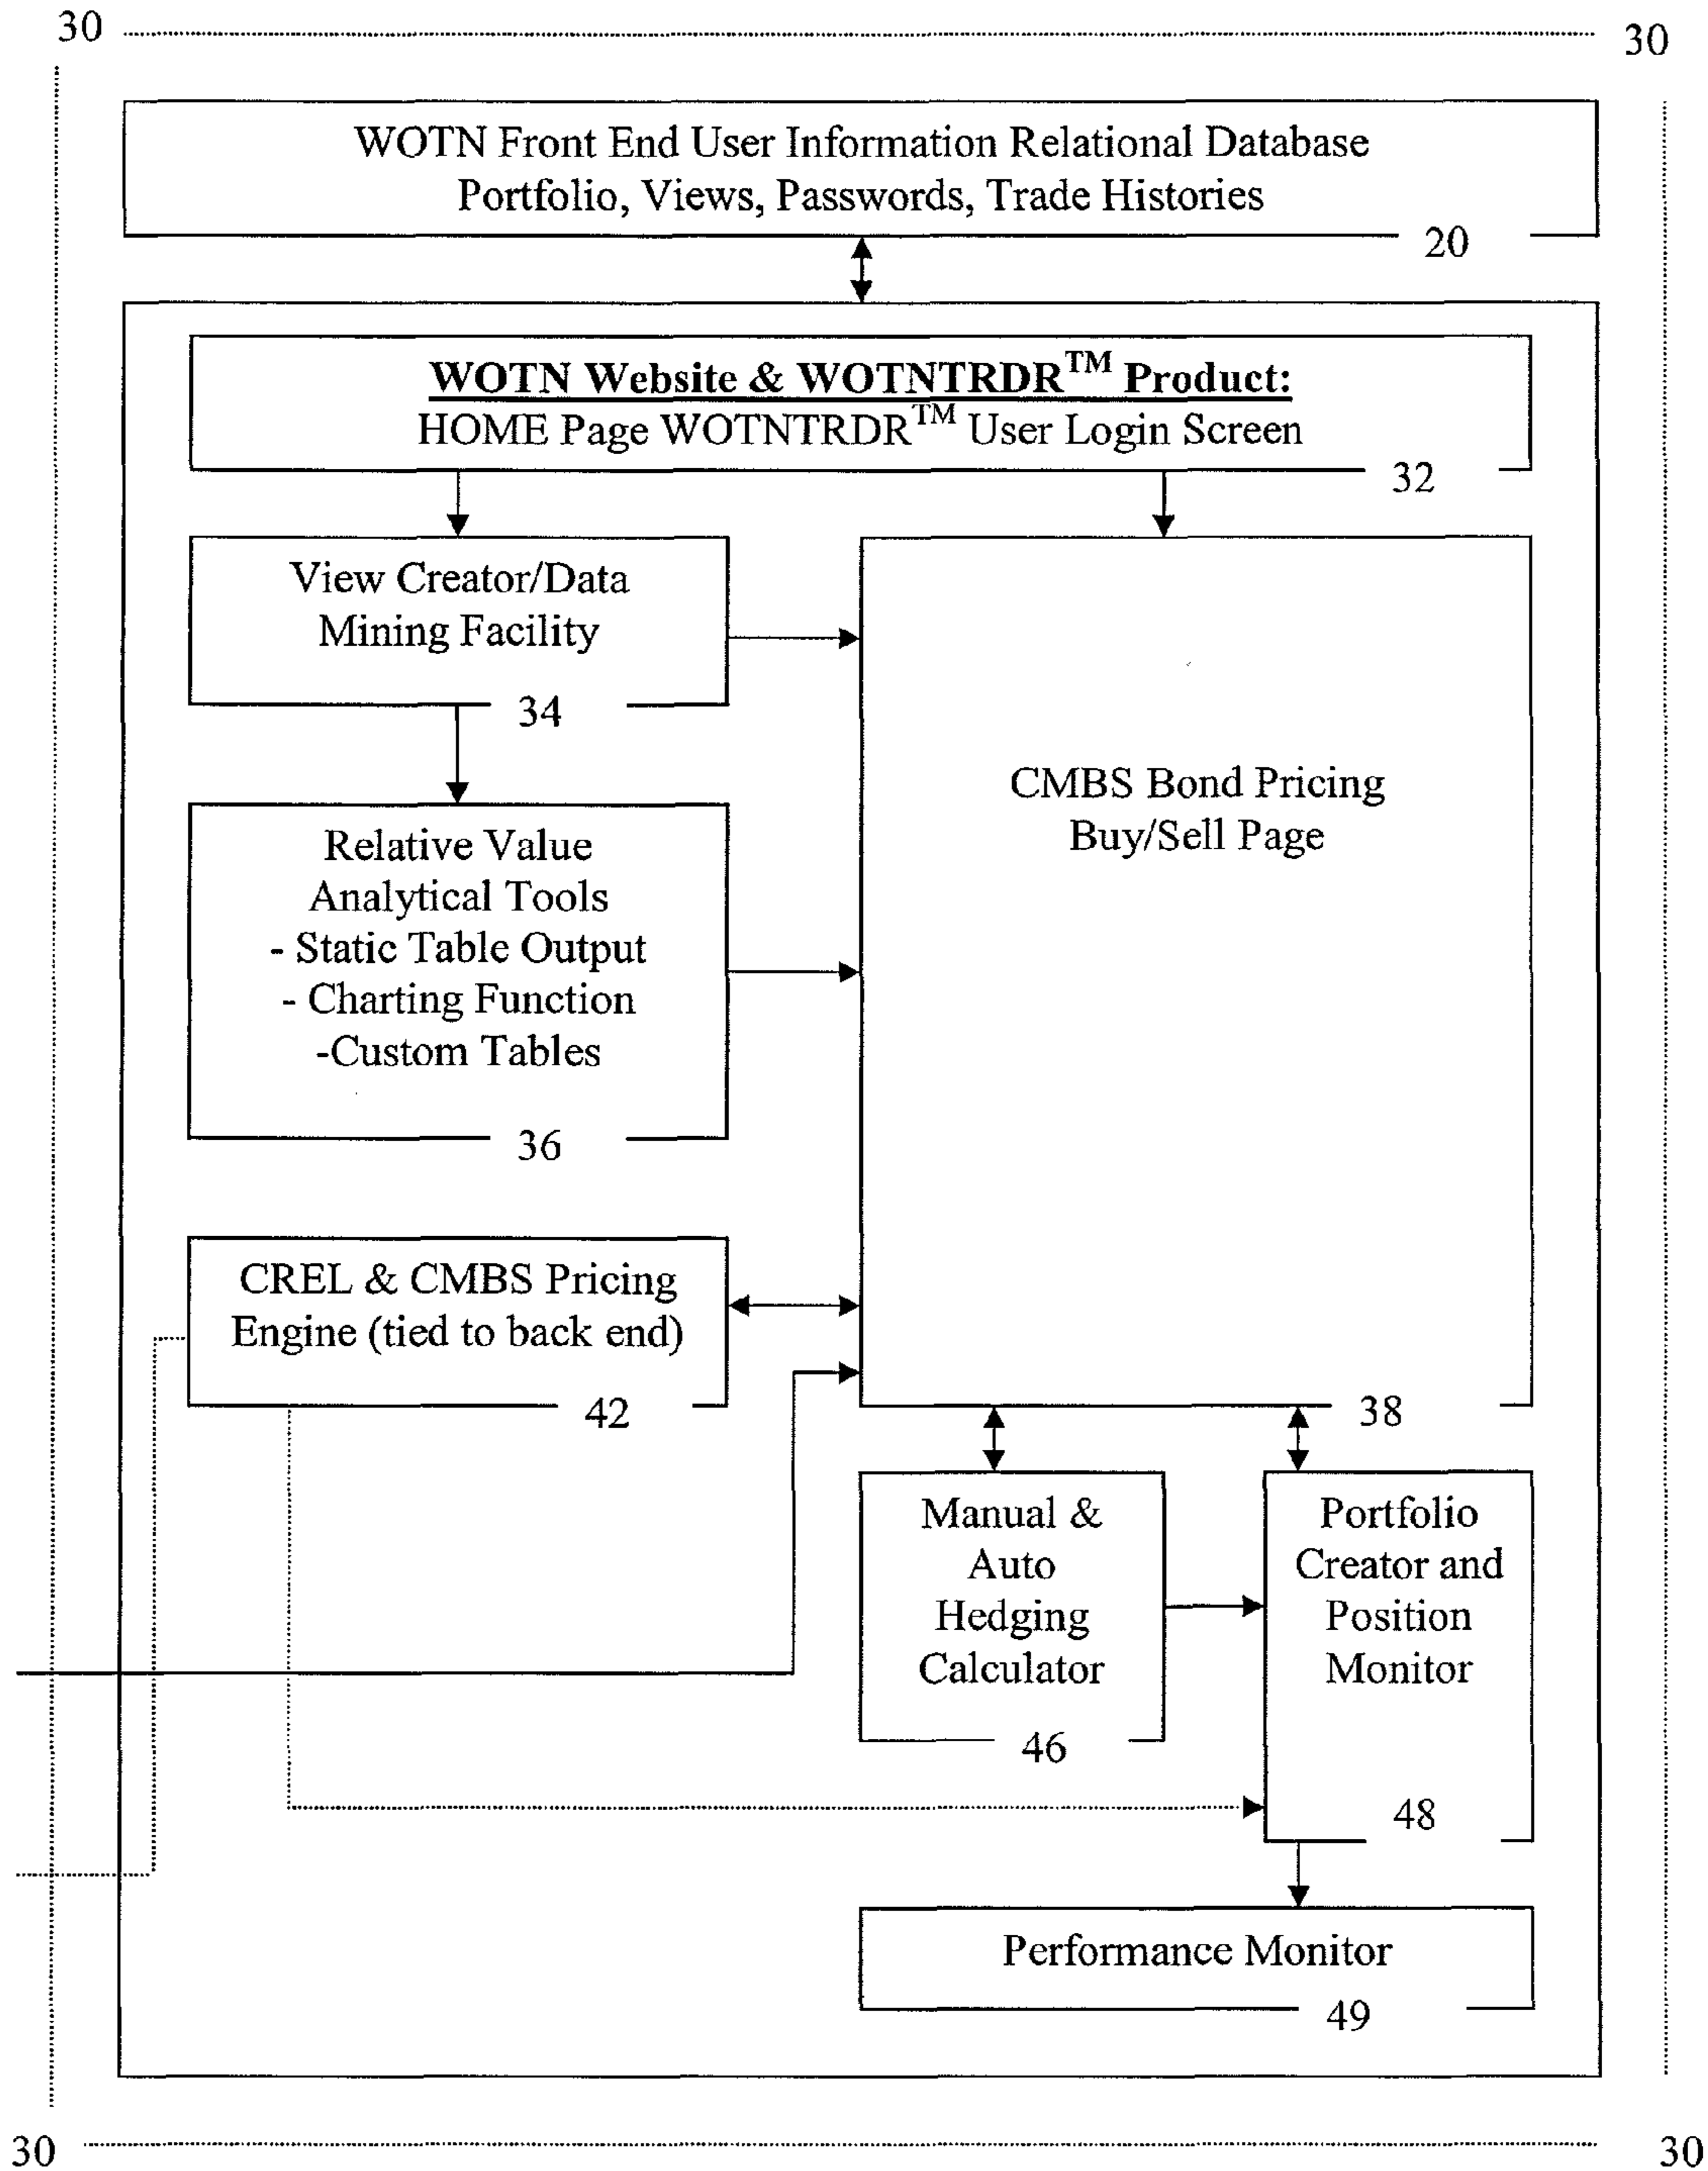 30
30
WOTN Front End User Information Relational Database
Portfolio, Views, Passwords, Trade Histories
20
WOTN Website & WOTNTRDR™ Product:
HOME Page WOTNTRDR™ User Login Screen
32
View Creator/Data
Mining Facility
34
CMBS Bond Pricing
Buy/Sell Page
Relative Value
Analytical Tools
- Static Table Output
- Charting Function
-Custom Tables
36
CREL & CMBS Pricing
Engine (tied to back end)
42
38
Manual &
Auto
Hedging
Calculator
46
Portfolio
Creator and
Position
Monitor
48
Performance Monitor
49
30
30